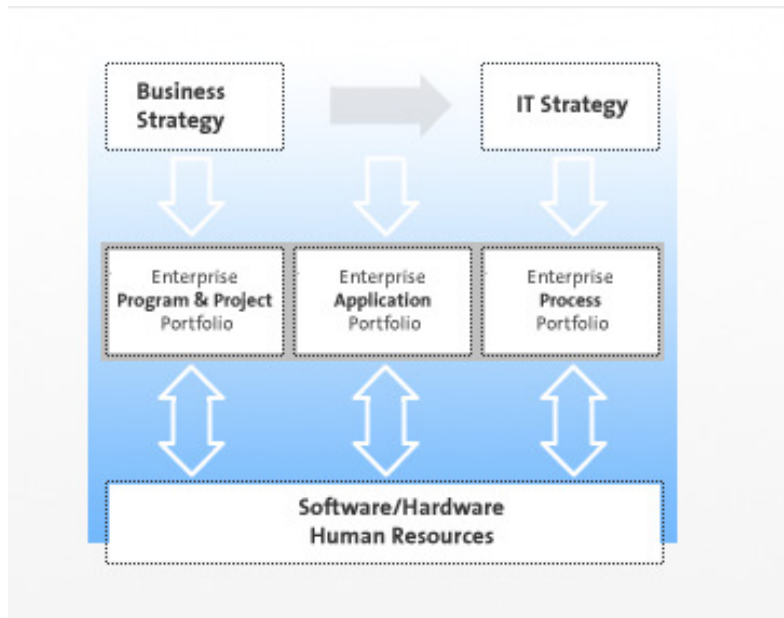 Business
Strategy
IT Strategy
Enterprise
Program & Project
Portfolio
Enterprise
Application
Portfolio
Enterprise
Process
Portfolio
Software/Hardware
Human Resources